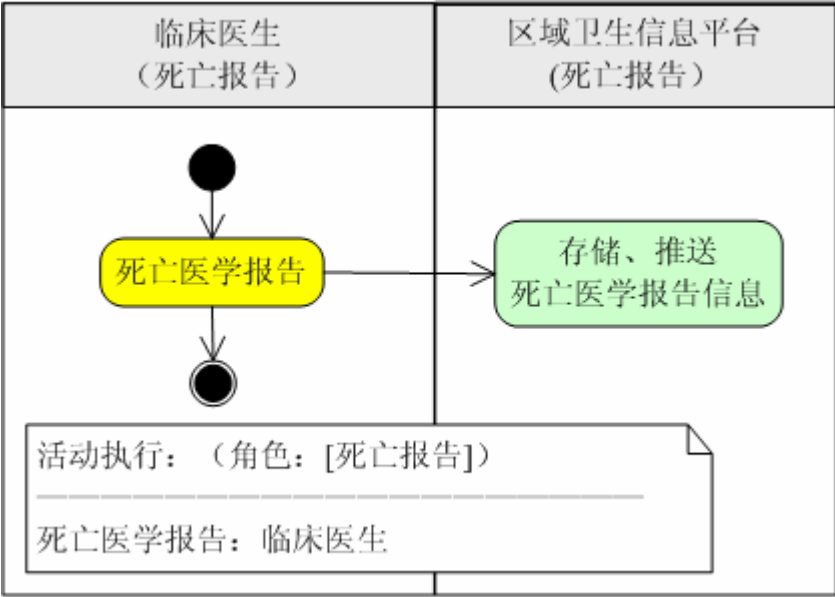 临床医生
（死亡报告）
区域卫生信息平台
(死亡报告）
死亡医学报告
存储、推送
死亡医学报告信息
活动执行：（角色：[死亡报告]）
死亡医学报告：临床医生